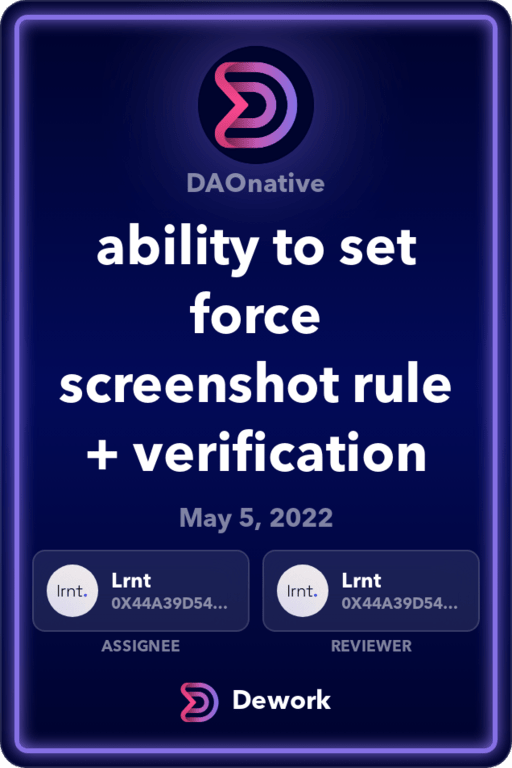 DAOnative
ability to set
force
screenshot rule
+ verification
May 5, 2022
lrnt.
Lrnt
0X44A39D54...
lrnt.
Lrnt
0X44A39D54...
ASSIGNEE
REVIEWER
Dework